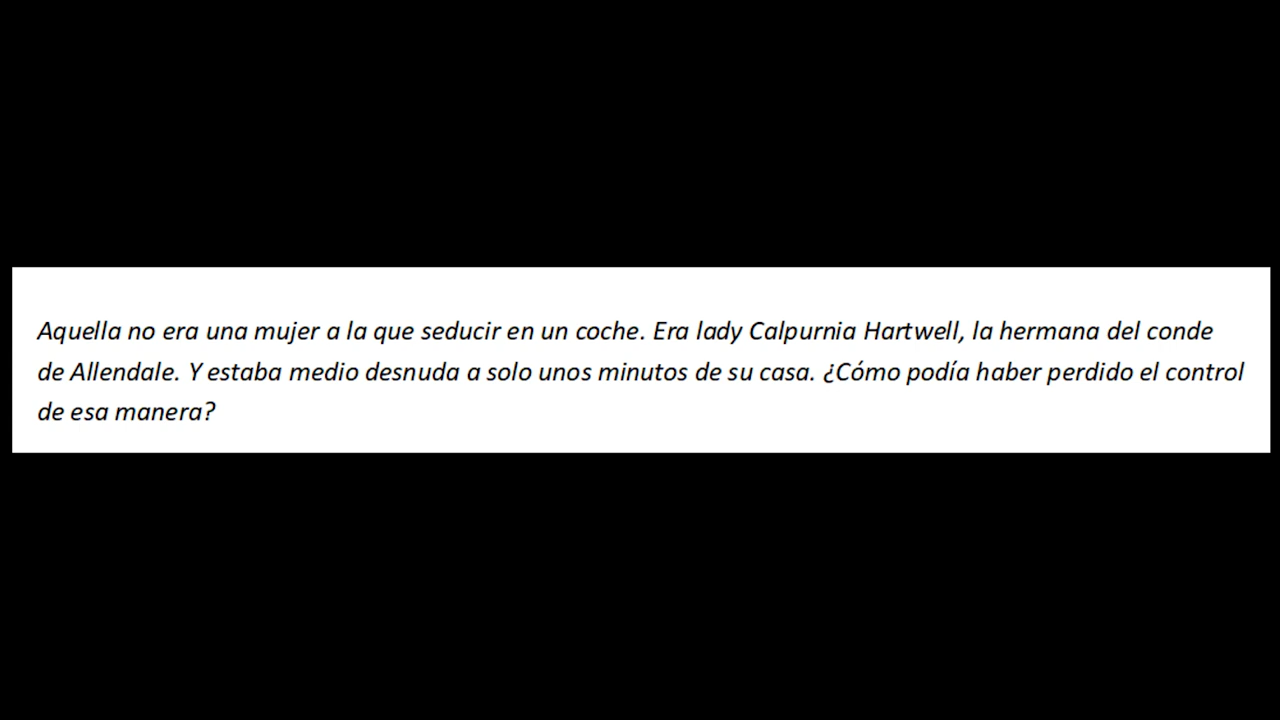 Aquella no era una mujer a la que seducir en un coche. Era lady Calpurnia Hartwell, la hermana del conde
de Allendale. Y estaba medio desnuda a solo unos minutos de su casa. ¿Cómo podía haber perdido el control
de esa manera?